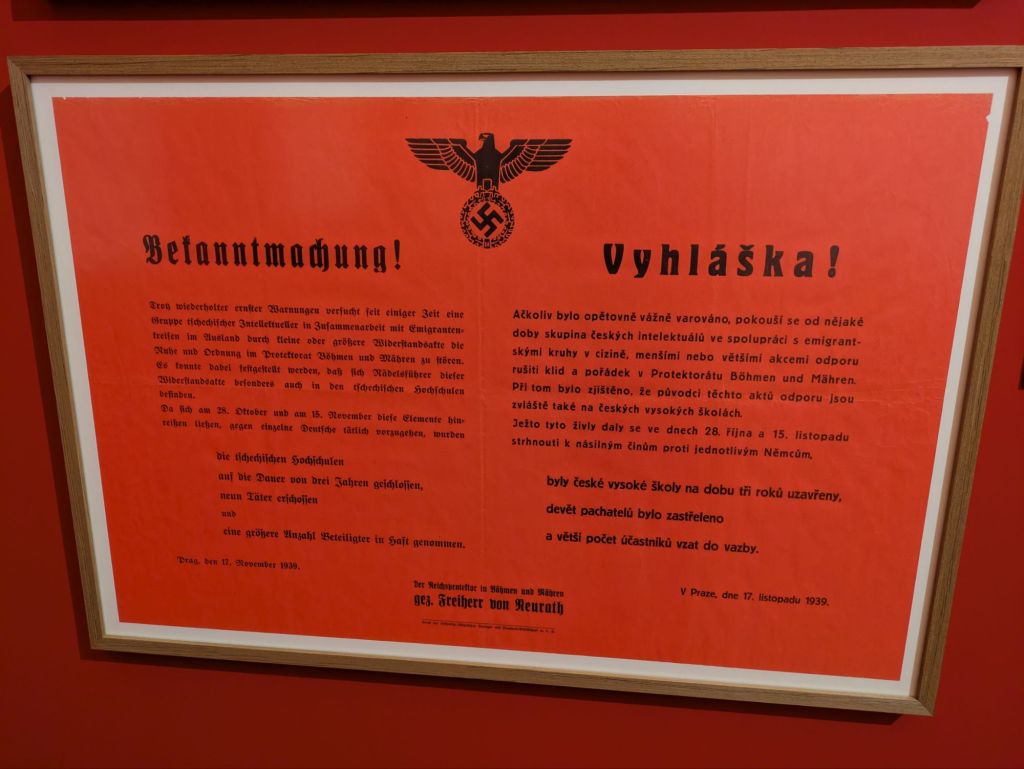 Bekanntmachung!
Trotz wiederholter ernster Warnungen versucht seit einiger Zeit eine
Gruppe tschechischer Intellektueller in Zusammenarbeit mit Emigranten-
kreisen im Ausland durch kleine oder größere Widerstandsakte die
Ruhe und Ordnung im Protektorat Böhmen und Mähren zu stören.
Es konnte dabei festgestellt werden, daß sich Rädelsführer dieser
Widerstandsakte besonders auch in den tschechischen Hochschulen
befinden.
Da sich am 28. Oktober und am 15. November diese Elemente hin-
reißen ließen, gegen einzelne Deutsche tätlich vorzugehen, wurden
die tschechischen Hochschulen
auf die Dauer von drei Jahren geschlossen,
neun Täter erschossen
und
eine größere Anzahl Beteiligter in Haft genommen.
Prag, den 17. November 1939.
Vyhláška!
Ačkoliv bylo opětovně vážně varováno, pokouší se od nějaké
doby skupina českých intelektuálů ve spolupráci s emigrant-
skými kruhy v cizině, menšími nebo většími akcemi odporu
rušiti klid a pořádek v Protektorátu Böhmen und Mähren.
Při tom bylo zjištěno, že původci těchto aktů odporu jsou
zvláště také na českých vysokých školách.
Ježto tyto živly daly se ve dnech 28. října a 15. listopadu
strhnouti k násilným činům proti jednotlivým Němcům,
byly české vysoké školy na dobu tří roků uzavřeny,
devět pachatelů bylo zastřeleno
a větší počet účastníků vzat do vazby.
V Praze, dne 17. listopadu 1939.
Der Reichsprotektor in Böhmen und Mähren
gez. Freiherr von Neurath